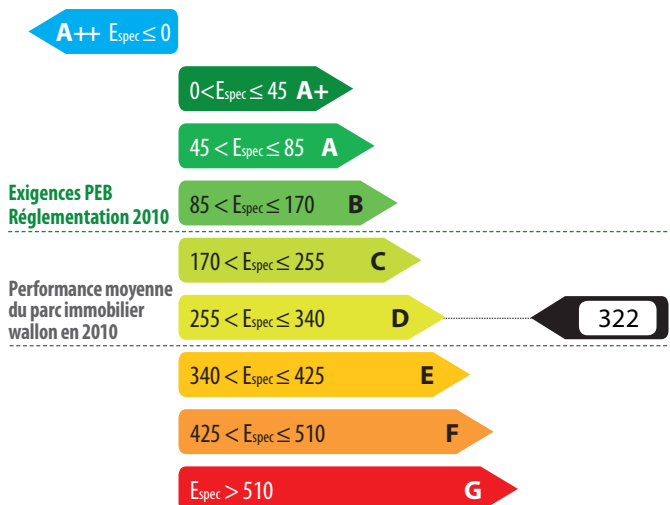 A++ Espec ≤ 0
0<Espec ≤ 45 A+
45 < Espec ≤ 85 A
Exigences PEB
Réglementation 2010
85 < Espec ≤ 170 B
170 < Espec ≤ 255 C
Performance moyenne
du parc immobilier
wallon en 2010
255 < Espec ≤ 340 D
322
340 < Espec ≤ 425 E
425 < Espec ≤ 510 F
Espec > 510 G